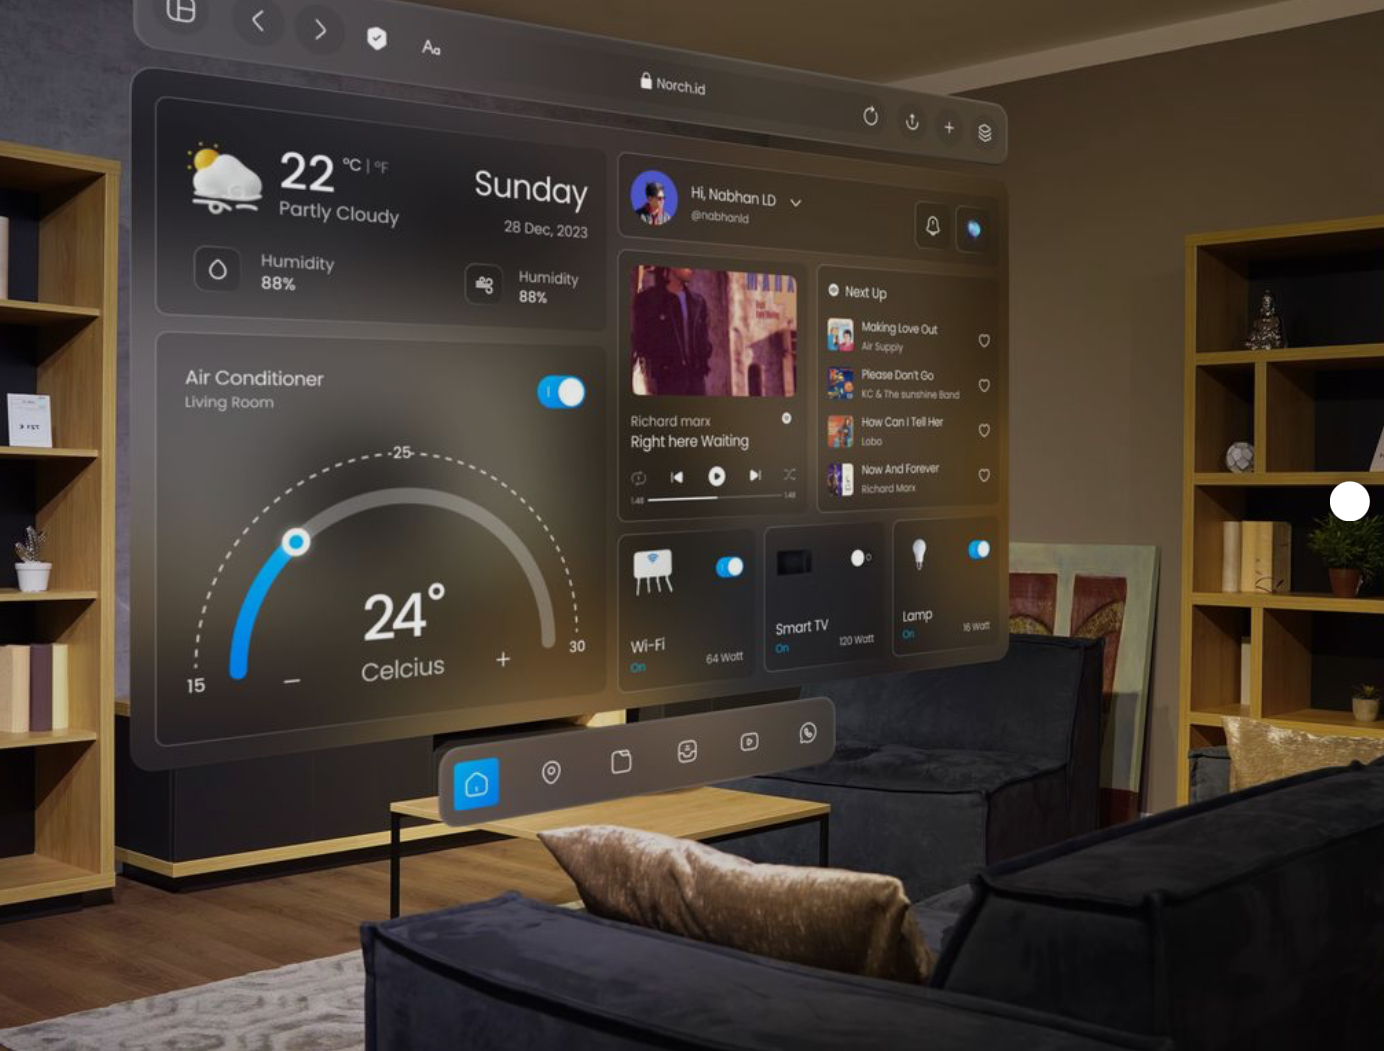 Aa
Norch.id
22 °C | °F
Partly Cloudy
Sunday
28 Dec, 2023
Humidity
88%
Humidity
88%
Hi, Nabhan LD
@nabhanld
Air Conditioner
Living Room
25
15
30
24°
Celcius
Richard marx
Right here Waiting
1:48
1:48
Next Up
Making Love Out
Air Supply
Please Don't Go
KC & The sunshine Band
How Can I Tell Her
Lobo
Now And Forever
Richard Marx
Wi-Fi
On
64 Watt
Smart TV
On
120 Watt
Lamp
On
16 Watt